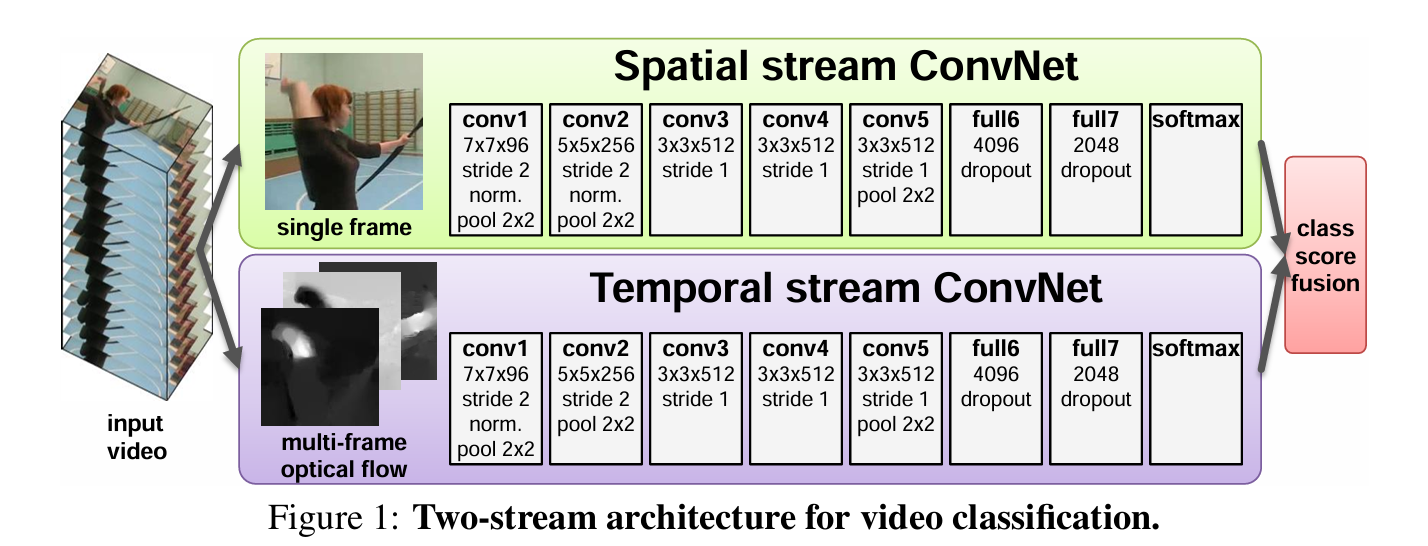 Spatial stream ConvNet
conv1
7x7x96
stride 2
norm.
pool 2x2
conv2
5x5x256
stride 2
norm.
pool 2x2
conv3
3x3x512
stride 1
conv4
3x3x512
stride 1
conv5
3x3x512
stride 1
pool 2x2
full6
4096
dropout
full7
2048
dropout
softmax
single frame
Temporal stream ConvNet
conv1
7x7x96
stride 2
norm.
pool 2x2
conv2
5x5x256
stride 2
pool 2x2
conv3
3x3x512
stride 1
conv4
3x3x512
stride 1
conv5
3x3x512
stride 1
pool 2x2
full6
4096
dropout
full7
2048
dropout
softmax
multi-frame
optical flow
input
video
class
score
fusion
Figure 1: Two-stream architecture for video classification.